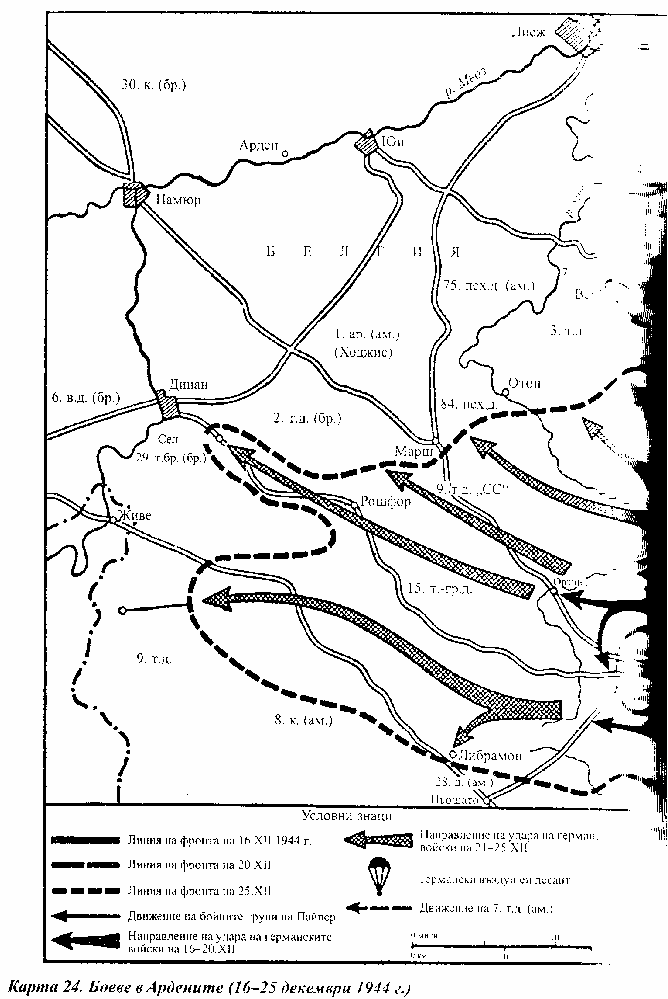 Лиеж
30. к. (бр.)
р. Мьоз
Арден
Юи
Намюр
Б Е Л Г И Я
75. пех.д. (ам.)
1. ар. (ам.)
(Ходжис)
6. в.д. (бр.)
Динан
Отон
2. т.д. (бр.)
84. пех.д.
Сел
29. т.бр. (бр.)
Марш
9. т.д. „СС“
Рошфор
Живе
15. т.-гр.д.
9. т.д.
8. к. (ам.)
Либрамон
28. д. (ам.)
Ньошато
Условни знаци
Линия на фронта на 16 XII 1944 г.
Линия на фронта на 20 XII
Линия на фронта на 25.XII
Движение на бойните групи на Пайпер
Направление на удара на германските
войски на 16–20.XII
Направление на удара на герман.
войски на 21–25 XII
Германски въздушен десант
Движение на 7. т.д. (ам.)
Карта 24. Боеве в Ардените (16–25 декември 1944 г.)